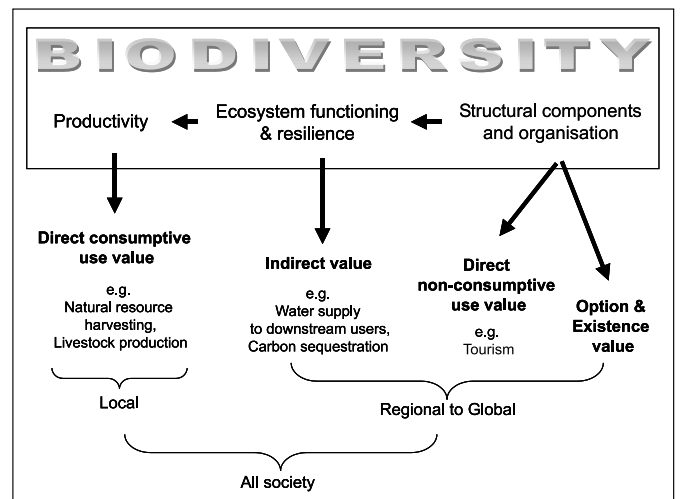 BIODIVERSITY
Productivity
Ecosystem functioning
& resilience
Structural components
and organisation
Direct consumptive
use value
e.g.
Natural resource
harvesting,
Livestock production
Indirect value
e.g.
Water supply
to downstream users,
Carbon sequestration
Direct
non-consumptive
use value
e.g.
Tourism
Option &
Existence
value
Local
Regional to Global
All society